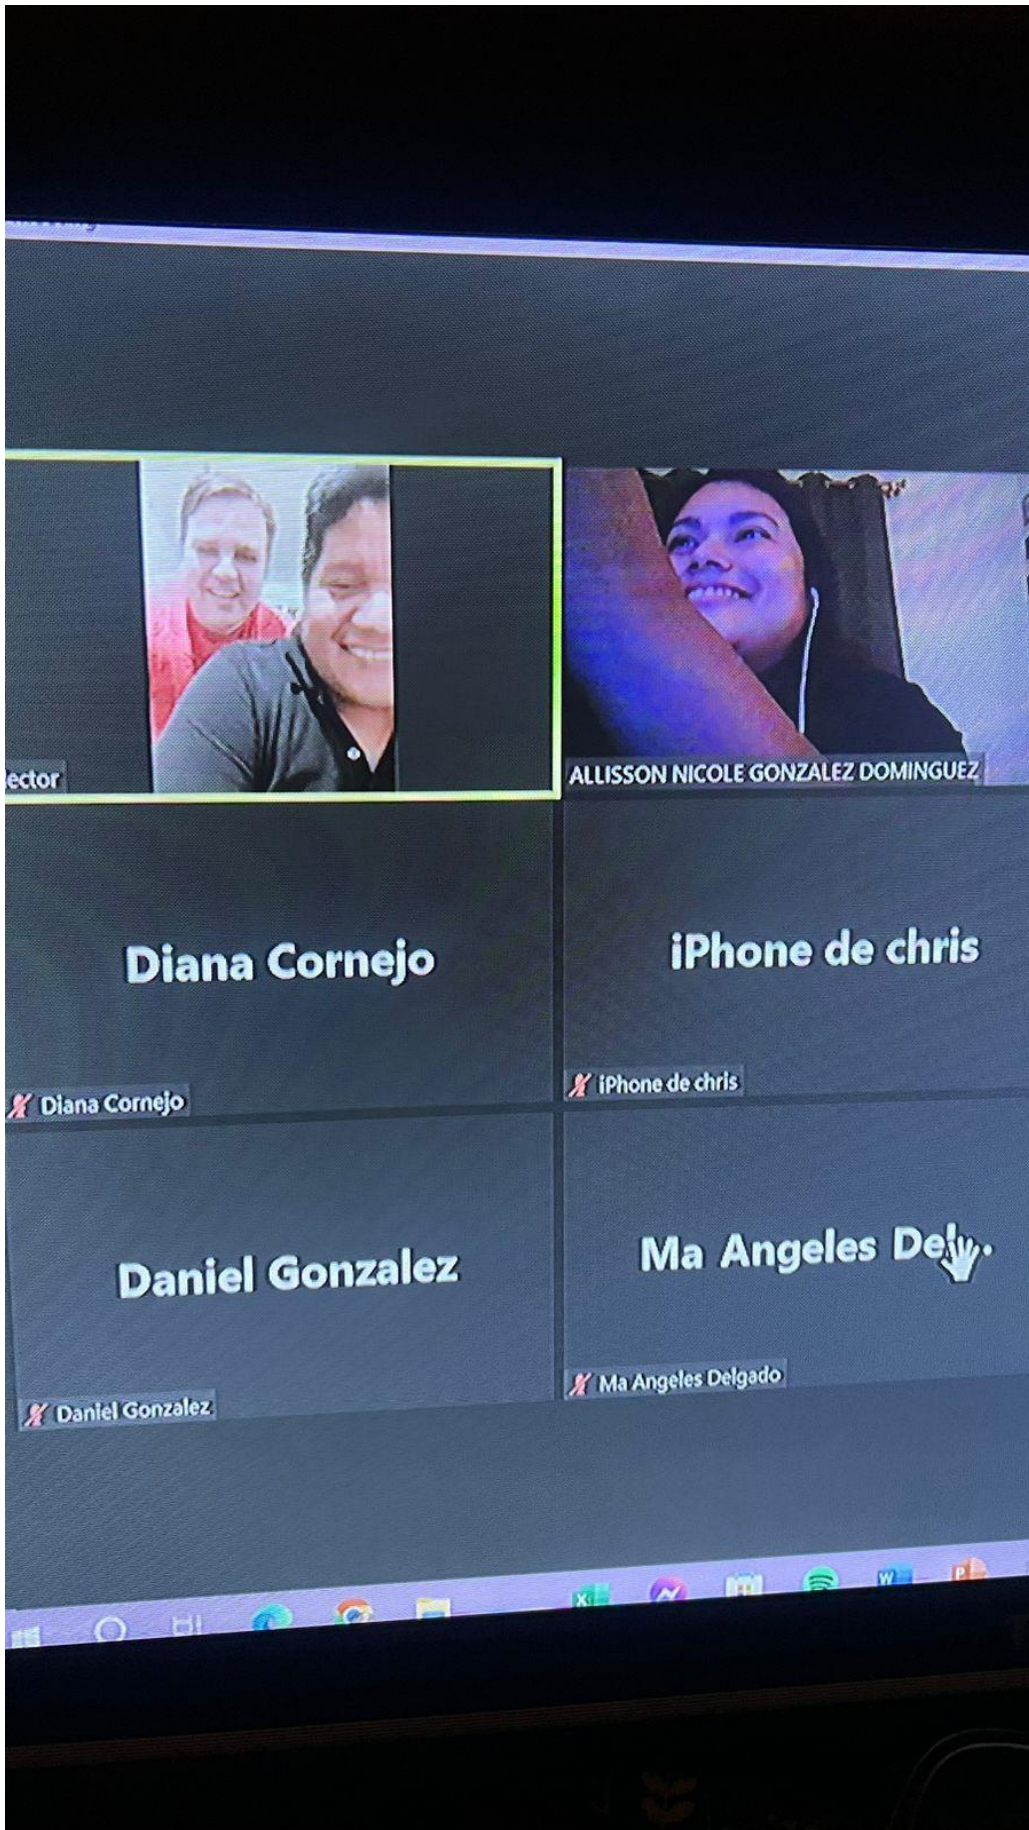 ector
ALLISSON NICOLE GONZALEZ DOMINGUEZ
Diana Cornejo
iPhone de chris
Diana Cornejo
iPhone de chris
Daniel Gonzalez
Ma Angeles
Daniel Gonzalez
Ma Angeles Delgado